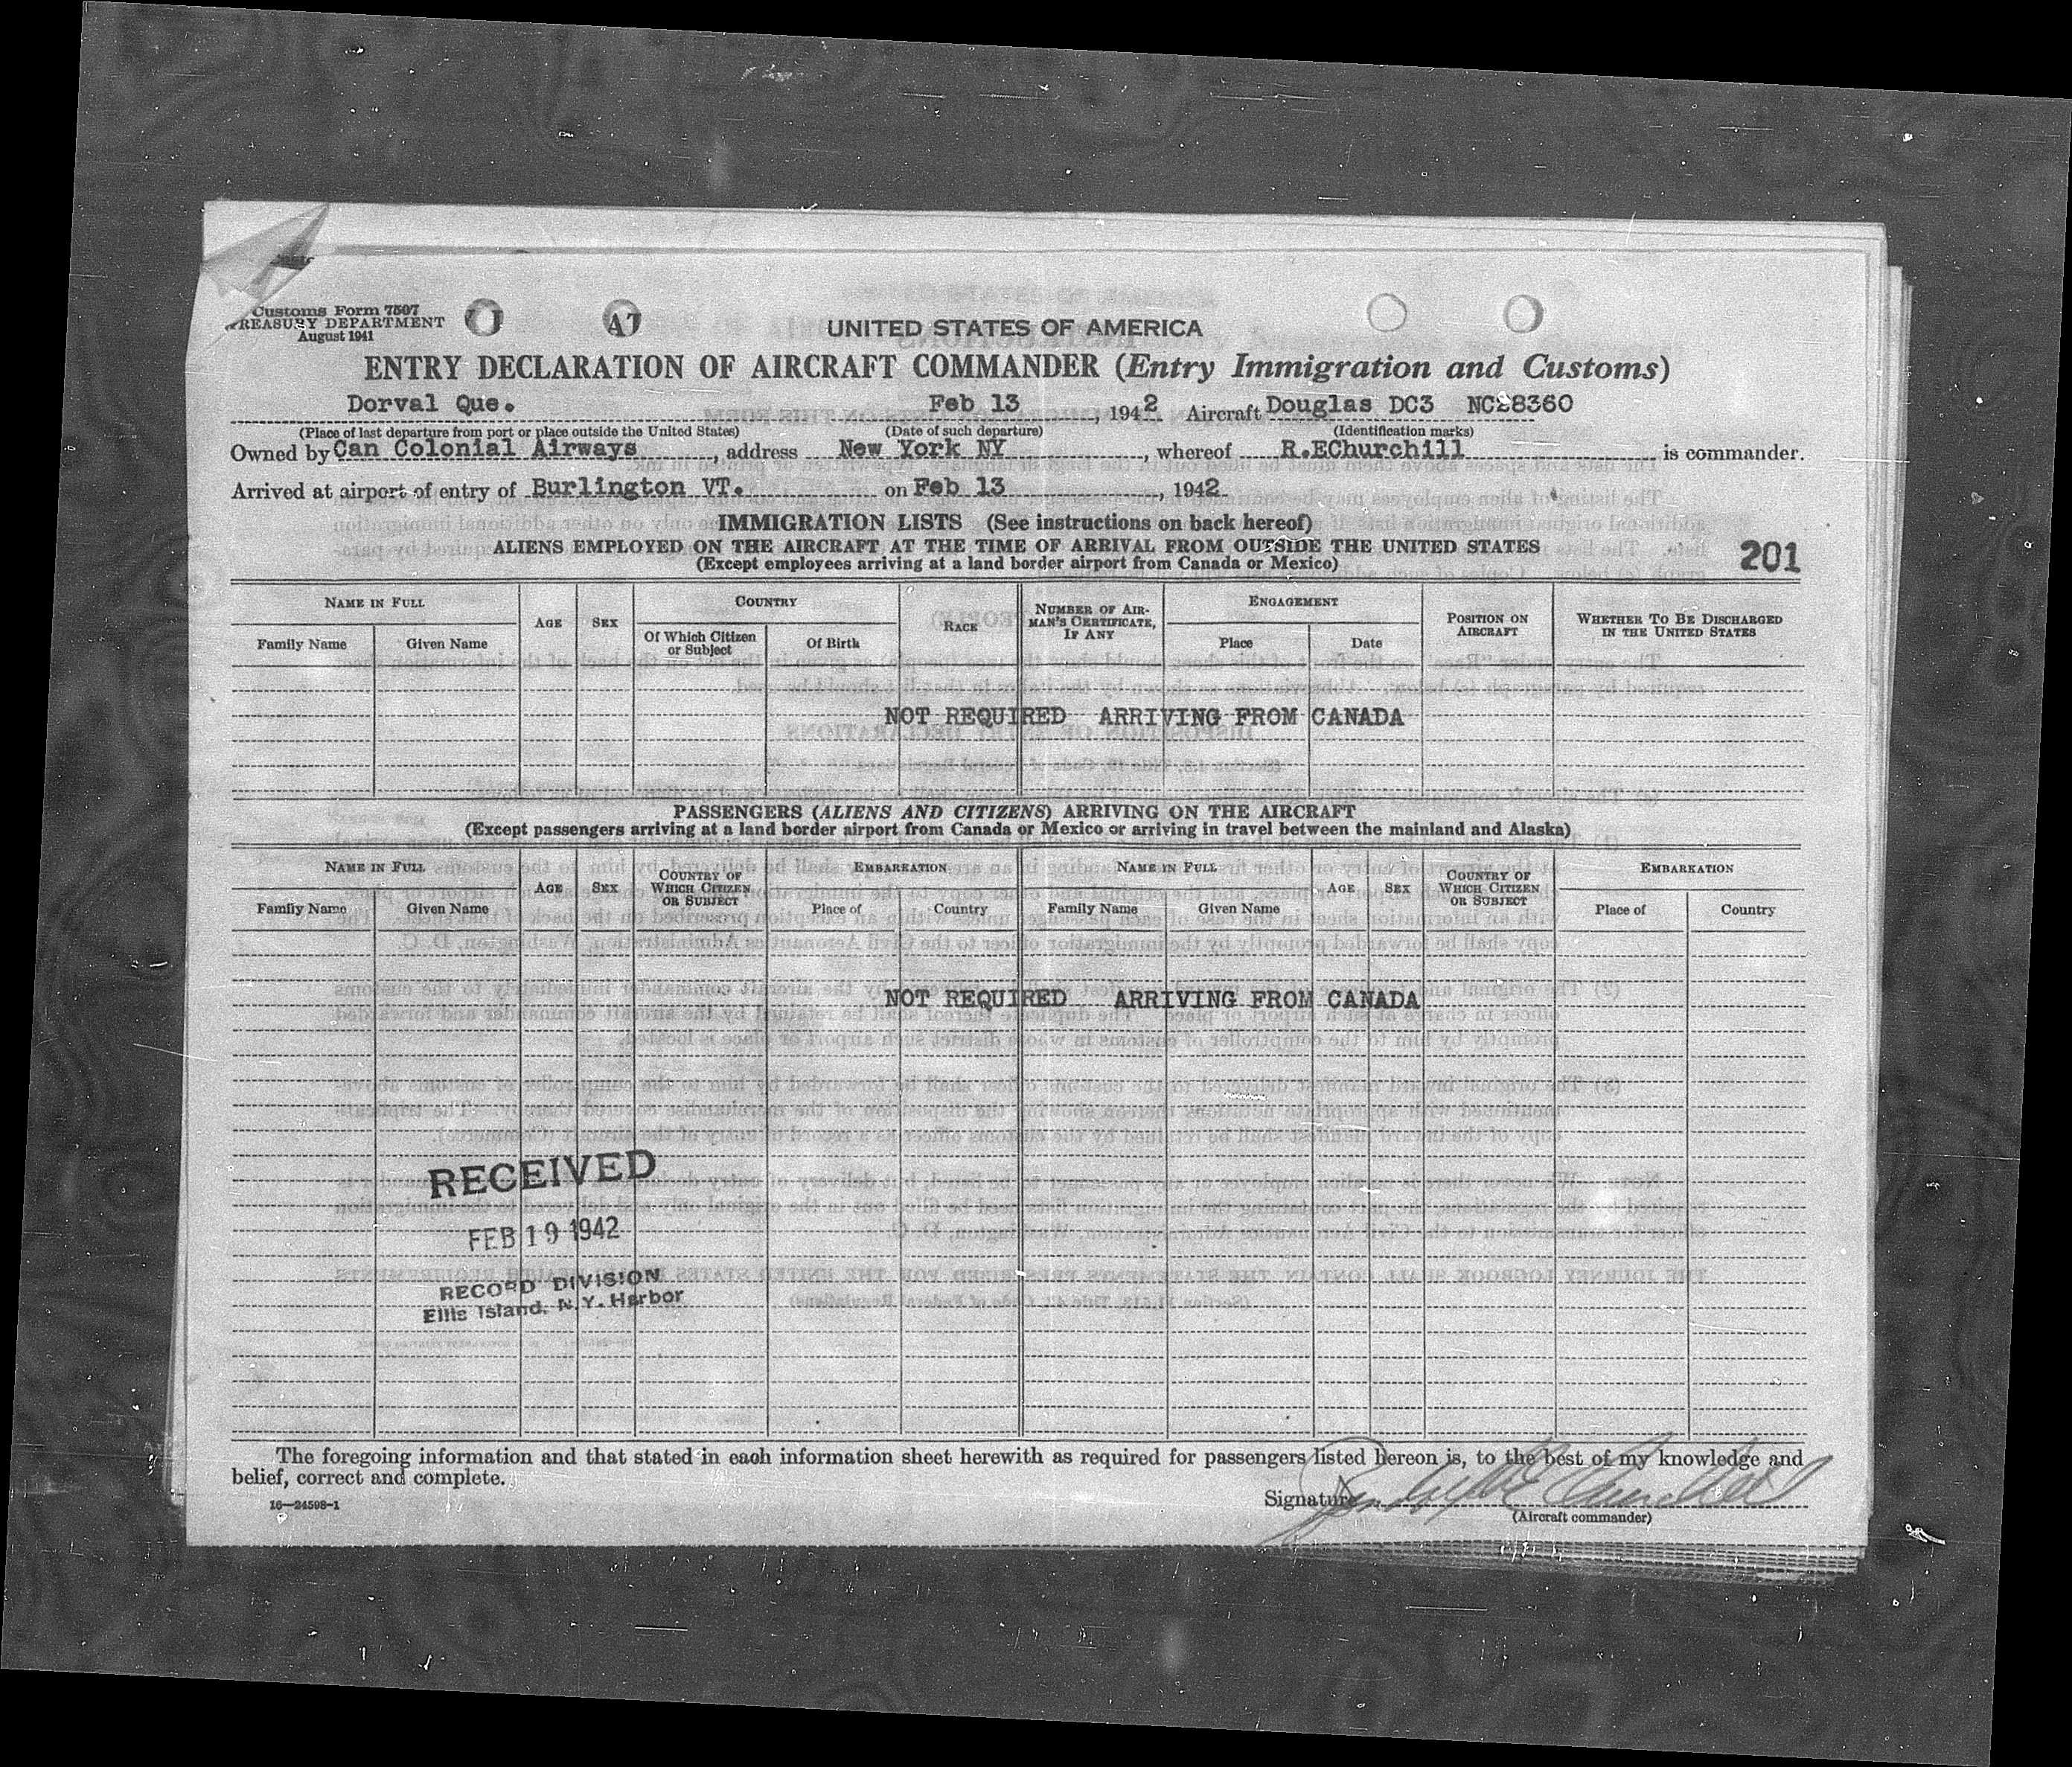 Customs Form 7507
TREASURY DEPARTMENT
August 1941
UNITED STATES OF AMERICA
ENTRY DECLARATION OF AIRCRAFT COMMANDER (Entry Immigration and Customs)
Dorval Que. Feb 13, 1942 Aircraft Douglas DC3 NC28360
(Place of last departure from port or place outside the United States) (Date of such departure) (Identification marks)
Owned by Can Colonial Airways, address New York NY, whereof R.EChurchill is commander.
Arrived at airport of entry of Burlington VT. on Feb 13, 1942
IMMIGRATION LISTS (See instructions on back hereof)
ALIENS EMPLOYED ON THE AIRCRAFT AT THE TIME OF ARRIVAL FROM OUTSIDE THE UNITED STATES
201
(Except employees arriving at a land border airport from Canada or Mexico)
NAME IN FULL AGE SEX COUNTRY RACE NUMBER OF AIRMAN'S CERTIFICATE, IF ANY ENGAGEMENT POSITION ON AIRCRAFT WHETHER TO BE DISCHARGED IN THE UNITED STATES
Family Name Given Name Of Which Citizen or Subject Of Birth Place Date
NOT REQUIRED ARRIVING FROM CANADA
PASSENGERS (ALIENS AND CITIZENS) ARRIVING ON THE AIRCRAFT
(Except passengers arriving at a land border airport from Canada or Mexico or arriving in travel between the mainland and Alaska)
NAME IN FULL AGE SEX COUNTRY OF WHICH CITIZEN OR SUBJECT EMBARKATION NAME IN FULL AGE SEX COUNTRY OF WHICH CITIZEN OR SUBJECT EMBARKATION
Family Name Given Name Place of Country Family Name Given Name Place of Country
NOT REQUIRED ARRIVING FROM CANADA
RECEIVED
FEB 19 1942
RECORD DIVISION
Ellis Island, N.Y. Harbor
The foregoing information and that stated in each information sheet herewith as required for passengers listed hereon is, to the best of my knowledge and
belief, correct and complete.
16—24598-1
Signature
(Aircraft commander)